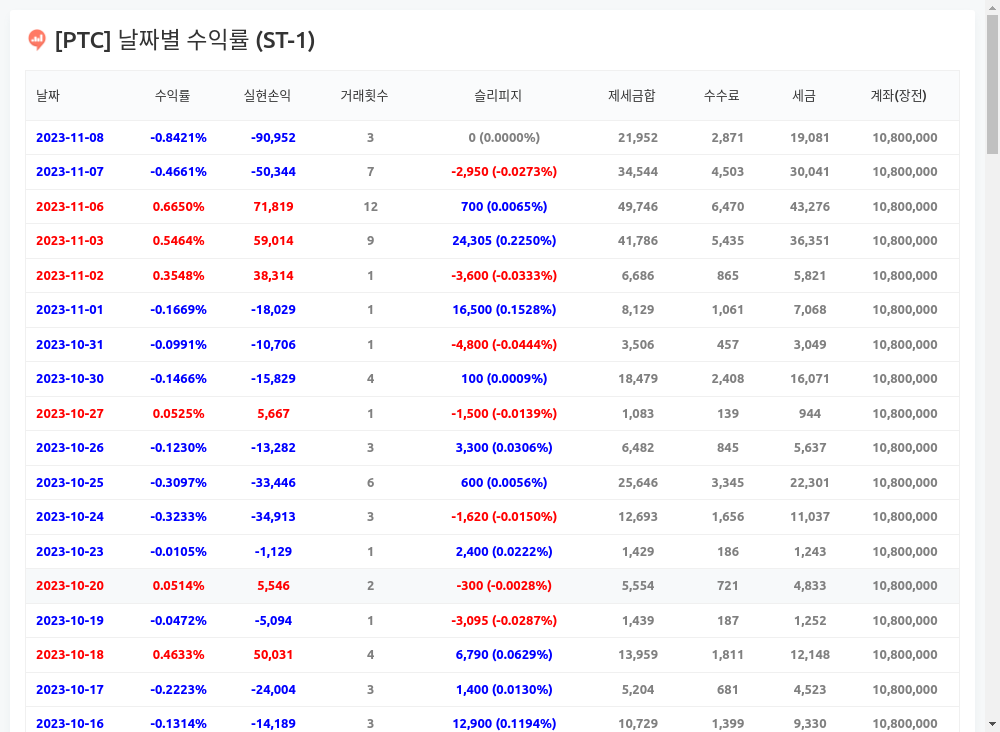 [PTC] 날짜별 수익률 (ST-1)
날짜 수익률 실현손익 거래횟수 슬리피지 제세금합 수수료 세금 계좌(장전)
2023-11-08 -0.8421% -90,952 3 0 (0.0000%) 21,952 2,871 19,081 10,800,000
2023-11-07 -0.4661% -50,344 7 -2,950 (-0.0273%) 34,544 4,503 30,041 10,800,000
2023-11-06 0.6650% 71,819 12 700 (0.0065%) 49,746 6,470 43,276 10,800,000
2023-11-03 0.5464% 59,014 9 24,305 (0.2250%) 41,786 5,435 36,351 10,800,000
2023-11-02 0.3548% 38,314 1 -3,600 (-0.0333%) 6,686 865 5,821 10,800,000
2023-11-01 -0.1669% -18,029 1 16,500 (0.1528%) 8,129 1,061 7,068 10,800,000
2023-10-31 -0.0991% -10,706 1 -4,800 (-0.0444%) 3,506 457 3,049 10,800,000
2023-10-30 -0.1466% -15,829 4 100 (0.0009%) 18,479 2,408 16,071 10,800,000
2023-10-27 0.0525% 5,667 1 -1,500 (-0.0139%) 1,083 139 944 10,800,000
2023-10-26 -0.1230% -13,282 3 3,300 (0.0306%) 6,482 845 5,637 10,800,000
2023-10-25 -0.3097% -33,446 6 600 (0.0056%) 25,646 3,345 22,301 10,800,000
2023-10-24 -0.3233% -34,913 3 -1,620 (-0.0150%) 12,693 1,656 11,037 10,800,000
2023-10-23 -0.0105% -1,129 1 2,400 (0.0222%) 1,429 186 1,243 10,800,000
2023-10-20 0.0514% 5,546 2 -300 (-0.0028%) 5,554 721 4,833 10,800,000
2023-10-19 -0.0472% -5,094 1 -3,095 (-0.0287%) 1,439 187 1,252 10,800,000
2023-10-18 0.4633% 50,031 4 6,790 (0.0629%) 13,959 1,811 12,148 10,800,000
2023-10-17 -0.2223% -24,004 3 1,400 (0.0130%) 5,204 681 4,523 10,800,000
2023-10-16 -0.1314% -14,189 3 12,900 (0.1194%) 10,729 1,399 9,330 10,800,000